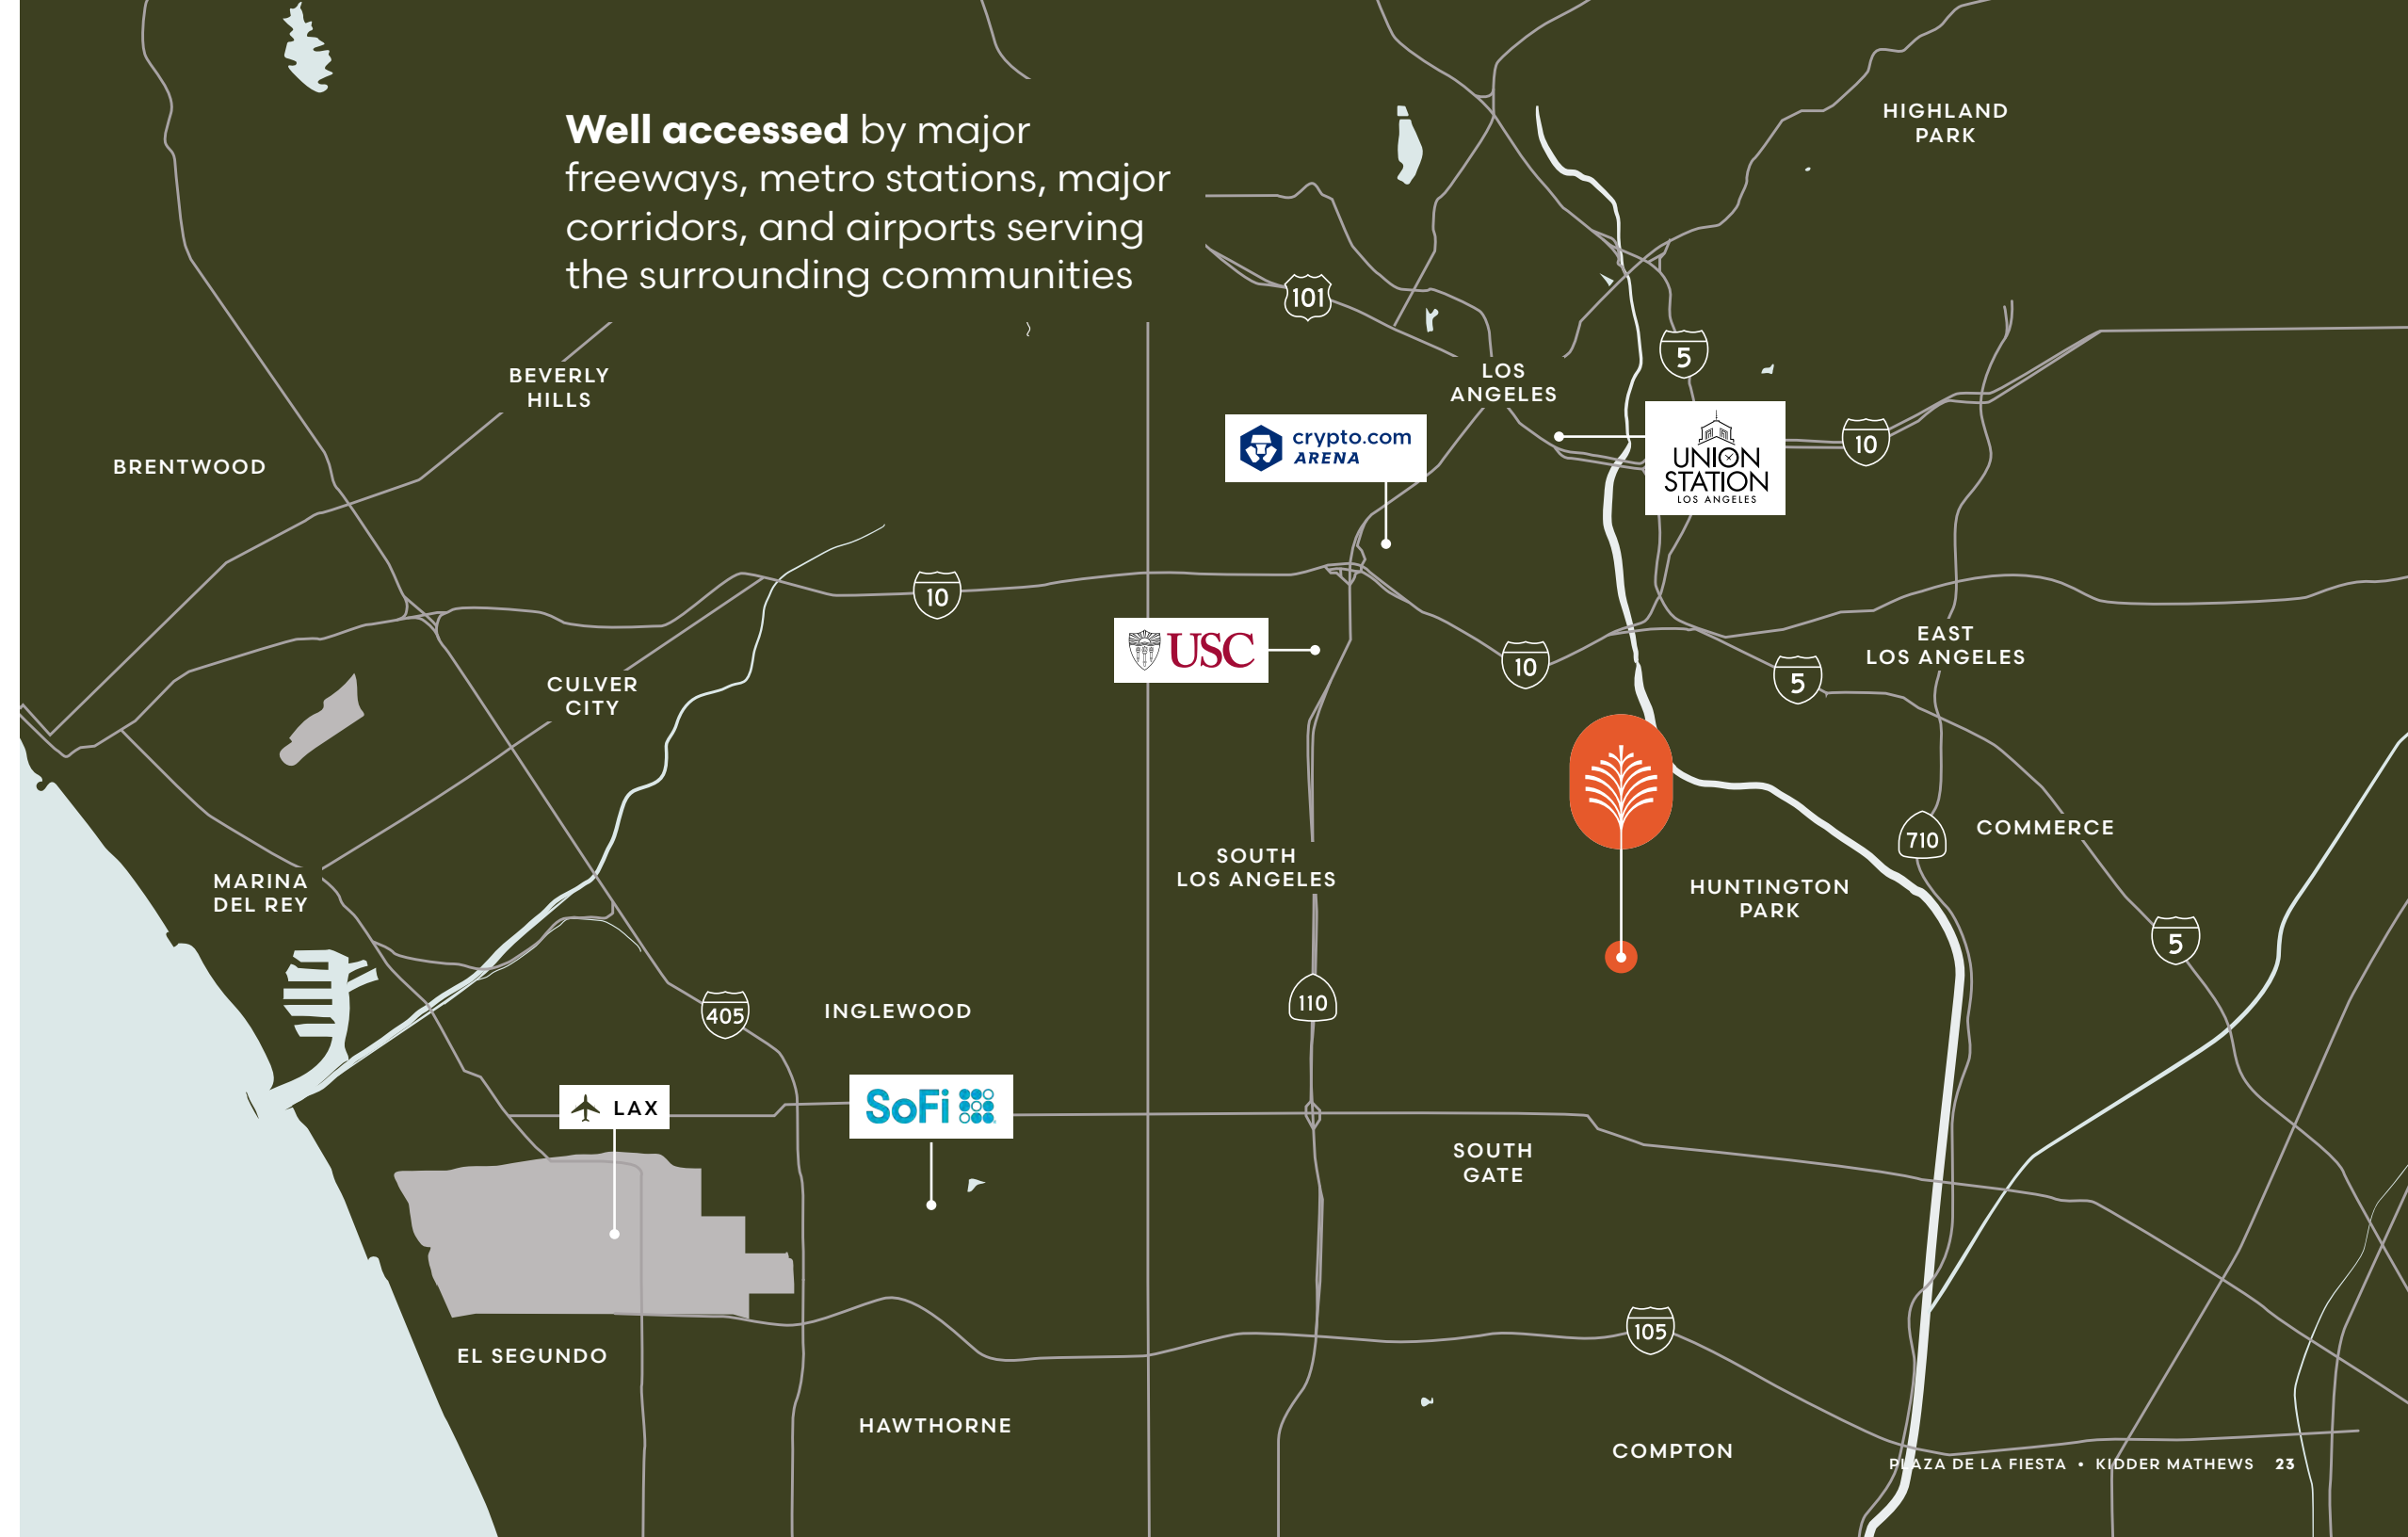 Well accessed by major
freeways, metro stations, major
corridors, and airports serving
the surrounding communities
HIGHLAND
PARK
101
5
LOS
ANGELES
BEVERLY
HILLS
crypto.com
ARENA
UNION
STATION
LOS ANGELES
10
BRENTWOOD
10
USC
10
5
EAST
LOS ANGELES
CULVER
CITY
710
COMMERCE
SOUTH
LOS ANGELES
HUNTINGTON
PARK
MARINA
DEL REY
5
405
INGLEWOOD
110
LAX
SoFi
SOUTH
GATE
105
EL SEGUNDO
HAWTHORNE
COMPTON
PLAZA DE LA FIESTA • KIDDER MATHEWS 23